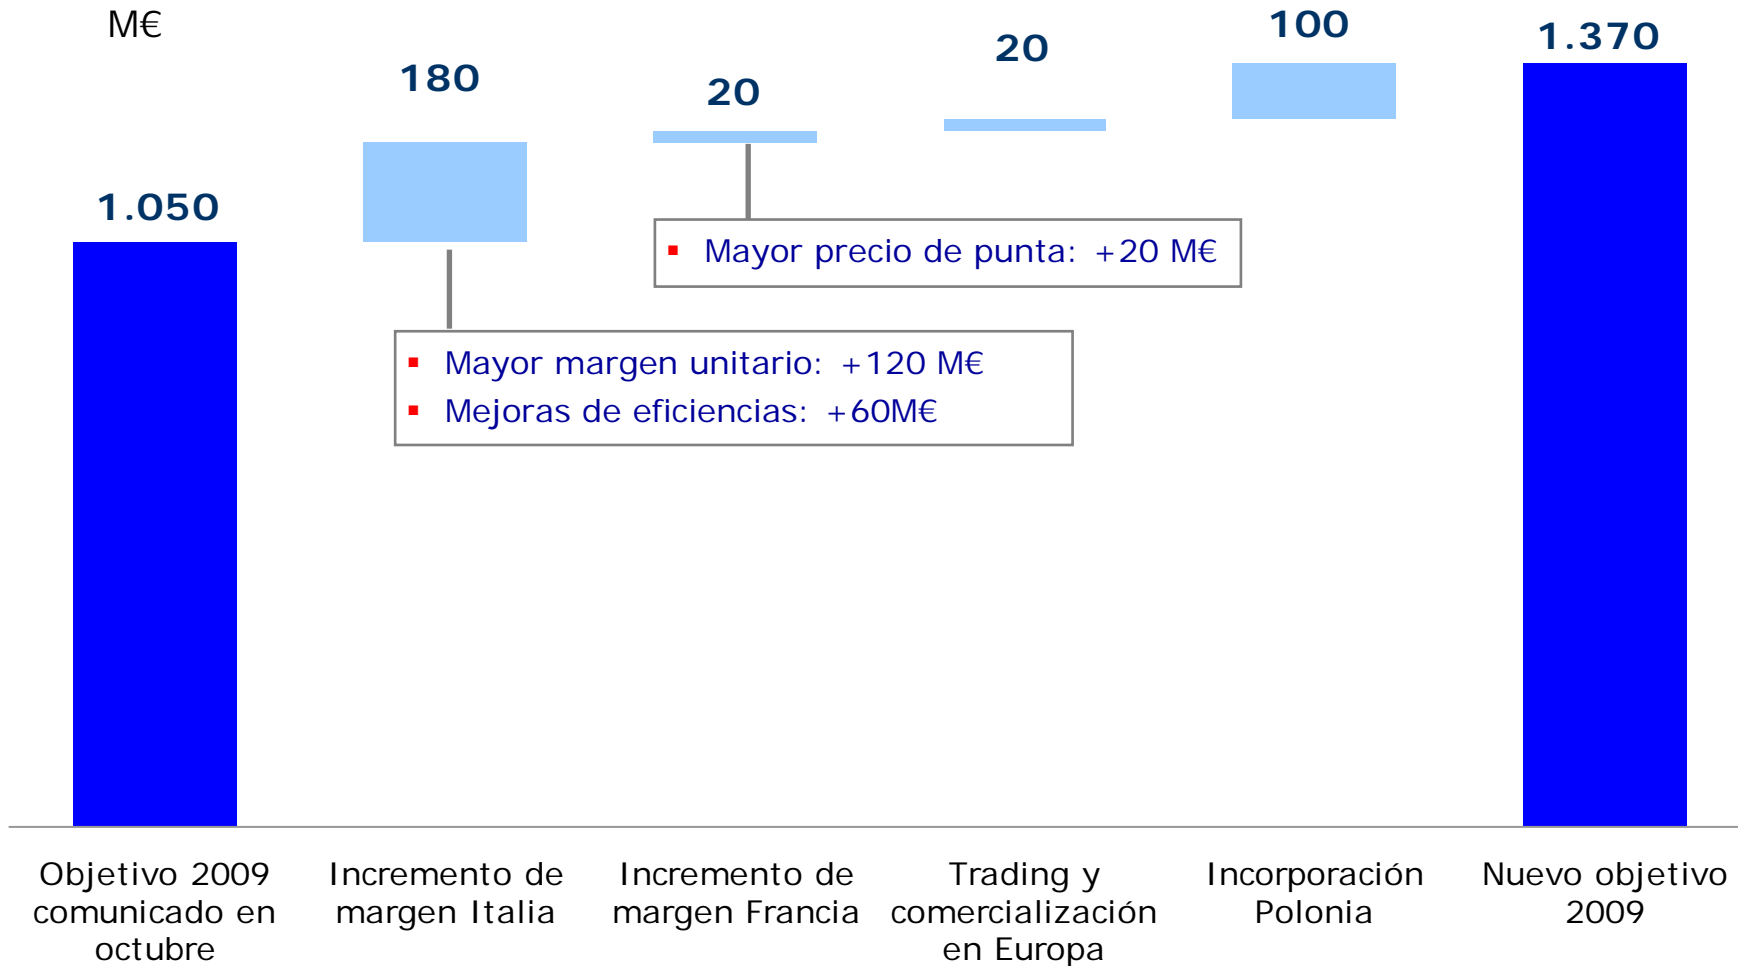 M€
1.050
180
20
20
100
1.370
▪ Mayor precio de punta: +20 M€
▪ Mayor margen unitario: +120 M€
▪ Mejoras de eficiencias: +60M€
Objetivo 2009
comunicado en
octubre
Incremento de
margen Italia
Incremento de
margen Francia
Trading y
comercialización
en Europa
Incorporación
Polonia
Nuevo objetivo
2009